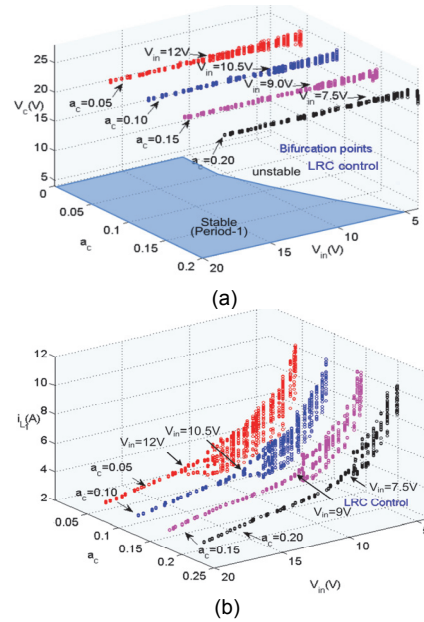 25
20
15
10
5
0
V_c(V)
V_in=12V
V_in=10.5V
V_in=9.0V
V_in=7.5V
a_c=0.05
a_c=0.10
a_c=0.15
a_c=0.20
Bifurcation points
LRC control
unstable
Stable
(Period-1)
0.05
0.1
0.15
0.2
a_c
20
15
10
5
V_in(V)
(a)
12
10
8
6
4
2
i_L(A)
V_in=10.5V
V_in=12V
a_c=0.05
a_c=0.10
V_in=7.5V
LRC Control
V_in=9V
a_c=0.15
a_c=0.20
0.05
0.1
0.15
0.2
0.25
a_c
20
15
10
5
V_in(V)
(b)